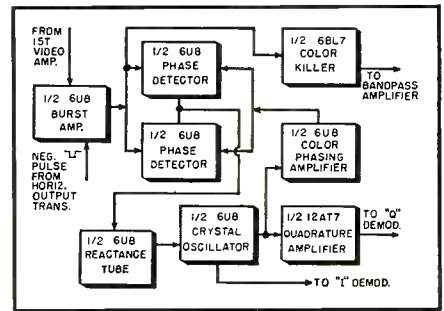 FROM
1ST
VIDEO
AMP.
1/2 6U8
BURST
AMP.
NEG.
PULSE
FROM
HORIZ.
OUTPUT
TRANS.
1/2 6U8
PHASE
DETECTOR
1/2 6U8
PHASE
DETECTOR
1/2 6BL7
COLOR
KILLER
TO
BANDPASS
AMPLIFIER
1/2 6U8
COLOR
PHASING
AMPLIFIER
1/2 6U8
REACTANCE
TUBE
1/2 6U8
CRYSTAL
OSCILLATOR
1/2 12AT7
QUADRATURE
AMPLIFIER
TO "Q"
DEMOD.
TO "I" DEMOD.